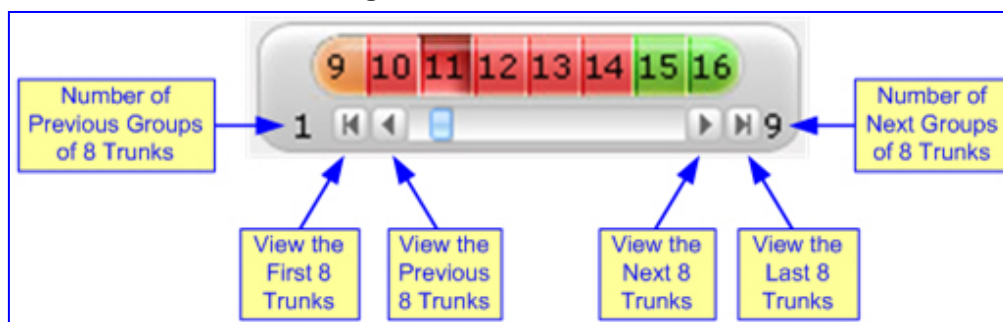 9 10 11 12 13 14 15 16
Number of
Previous Groups
of 8 Trunks
1
9
Number of
Next Groups
of 8 Trunks
View the
First 8
Trunks
View the
Previous
8 Trunks
View the
Next 8
Trunks
View the
Last 8
Trunks